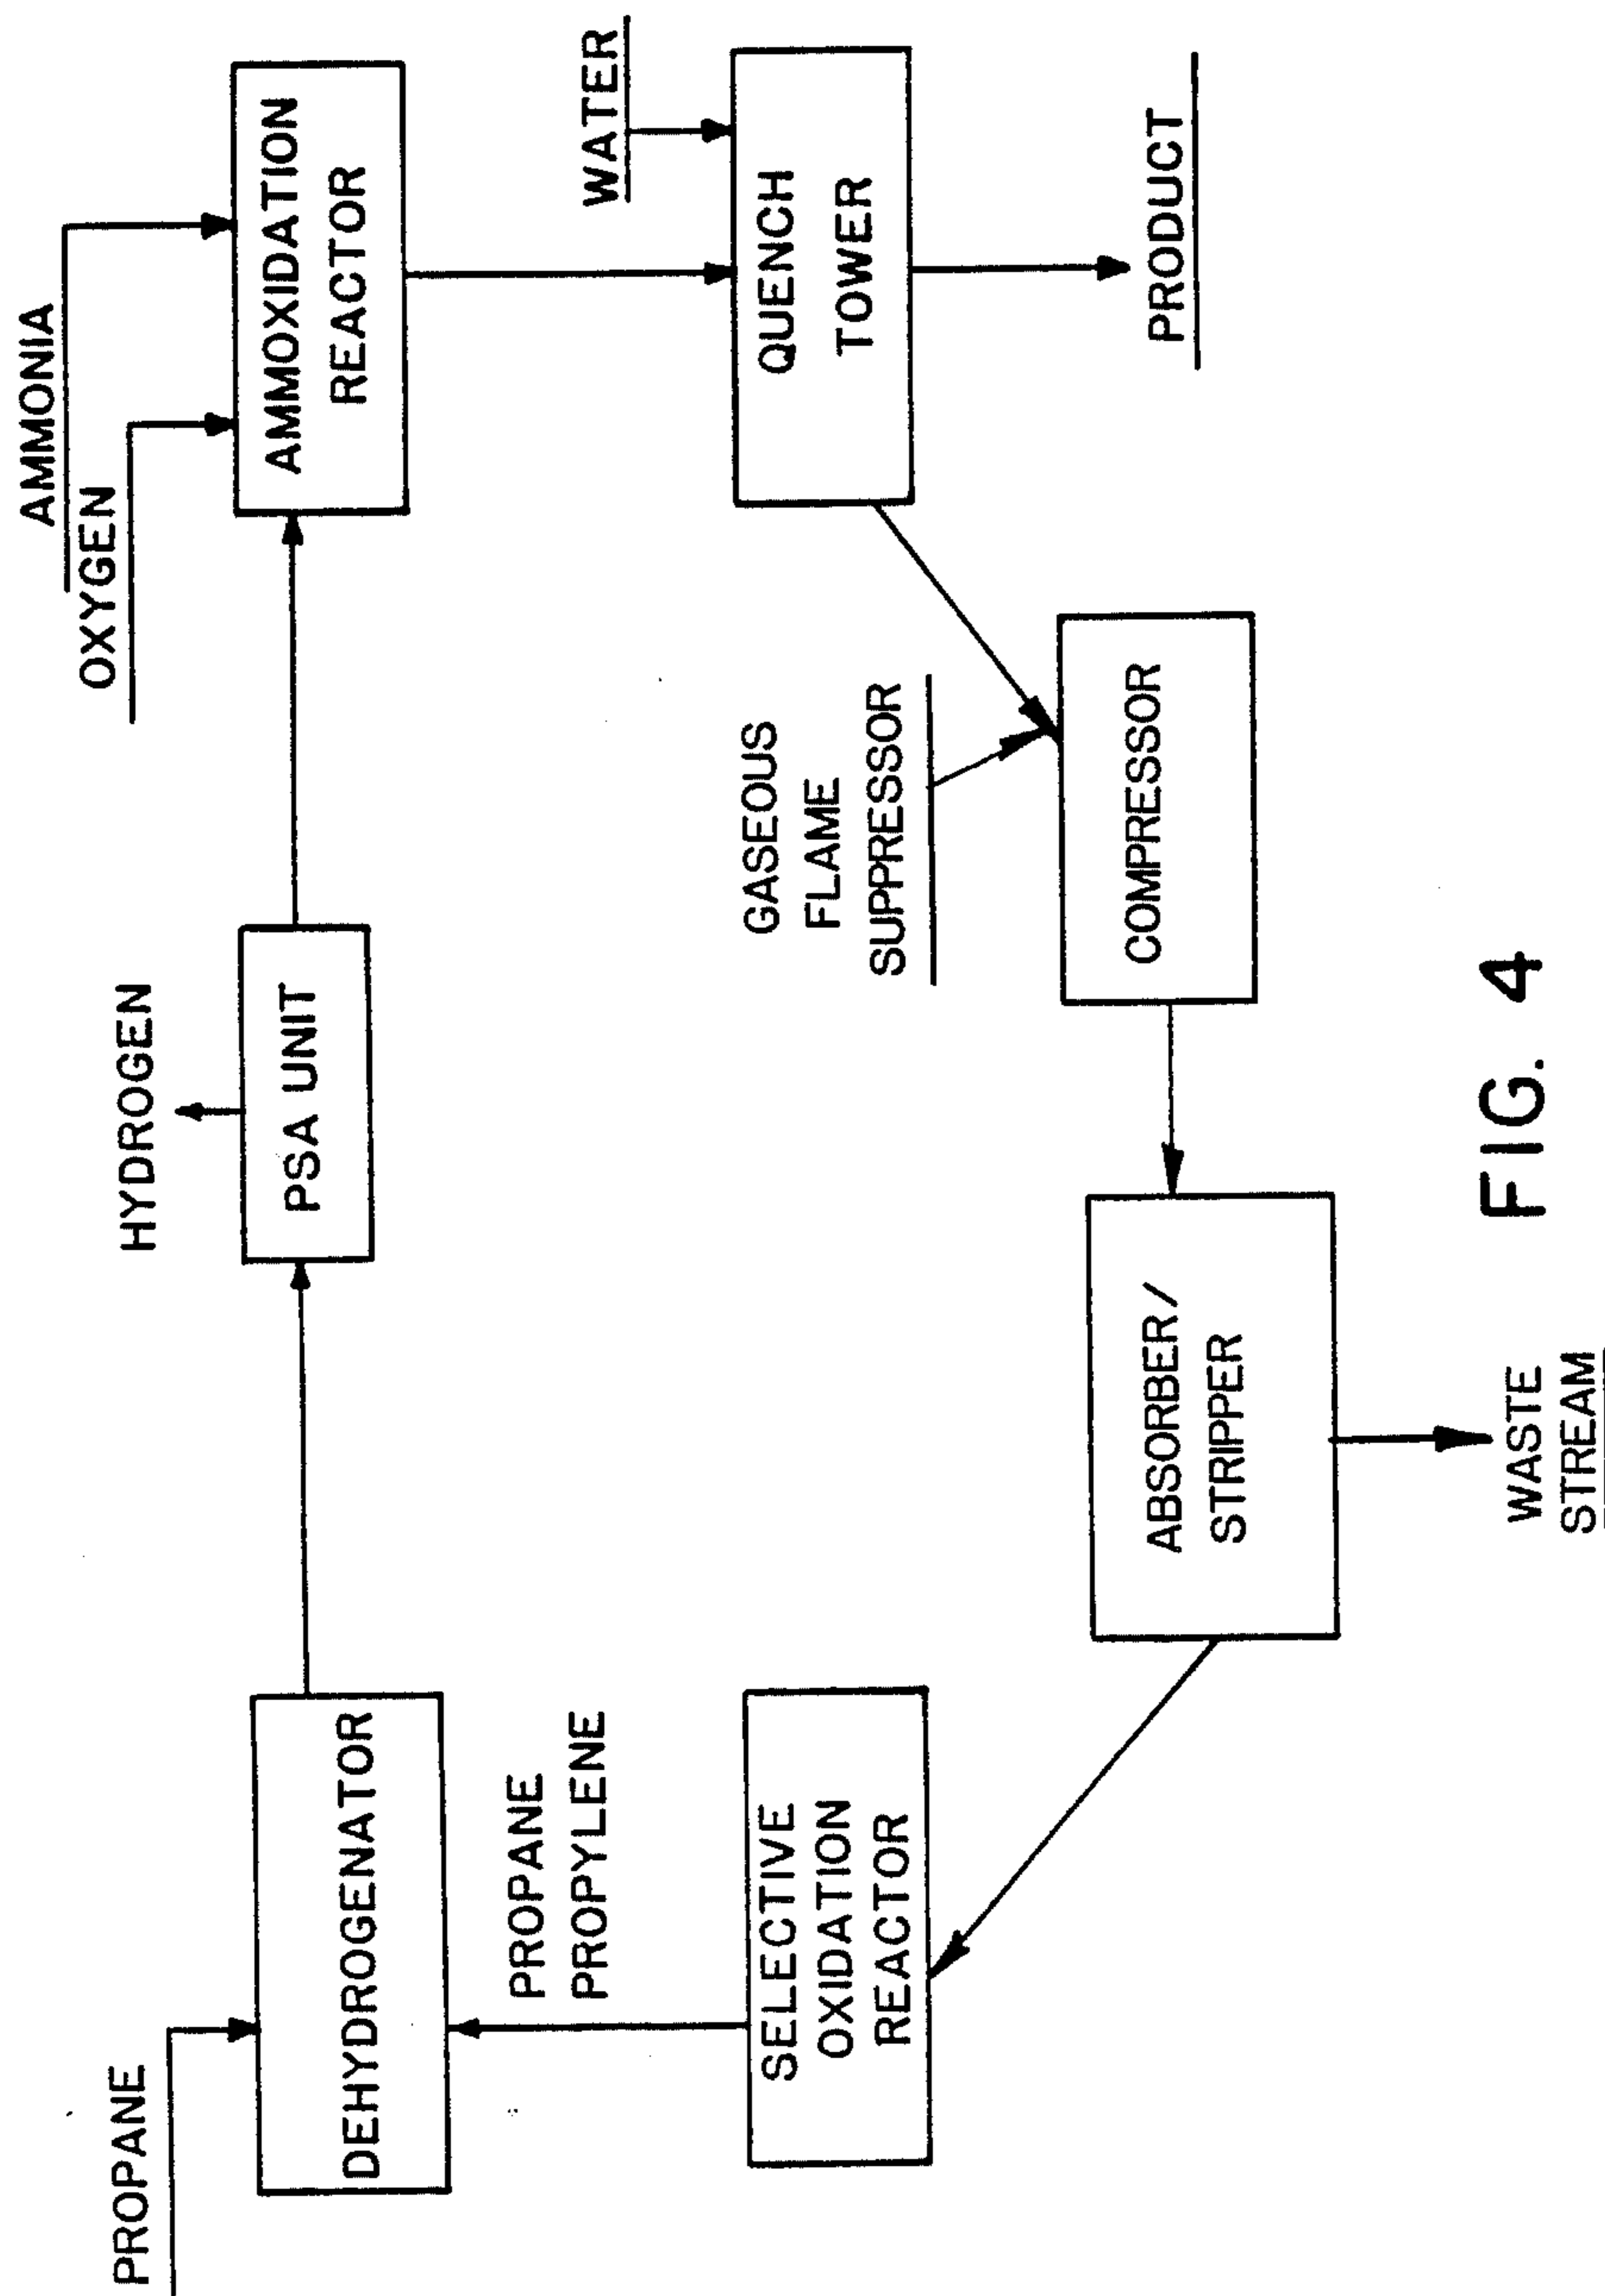 PROPANE
DEHYDROGENATOR
HYDROGEN
PSA UNIT
AMMONIA
OXYGEN
AMMOXIDATION
REACTOR
PROPANE
PROPYLENE
SELECTIVE
OXIDATION
REACTOR
GASEOUS
FLAME
SUPPRESSOR
WATER
QUENCH
TOWER
ABSORBER/
STRIPPER
COMPRESSOR
PRODUCT
WASTE
STREAM
FIG. 4